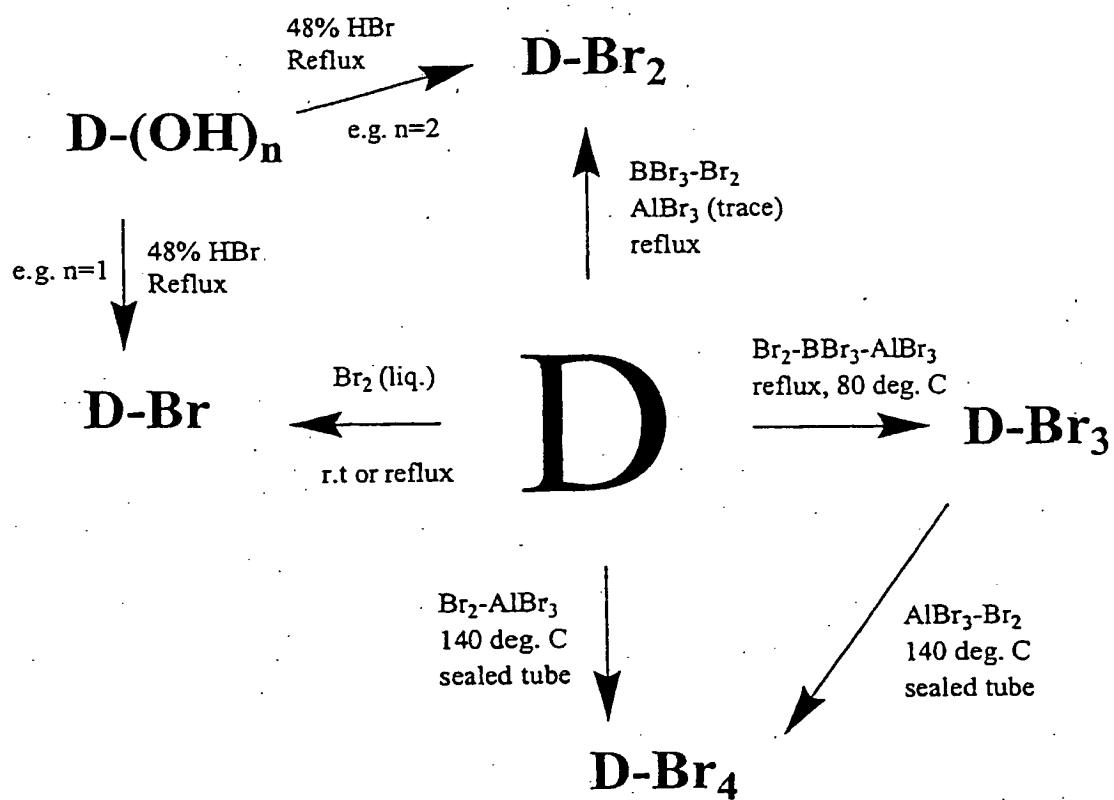 48% HBr
Reflux
D-Br₂
D-(OH)ₙ
e.g. n=2
BBr₃-Br₂
AlBr₃ (trace)
reflux
e.g. n=1
48% HBr
Reflux
Br₂-BBr₃-AlBr₃
reflux, 80 deg. C
D-Br
Br₂ (liq.)
r.t or reflux
D
D-Br₃
Br₂-AlBr₃
140 deg. C
sealed tube
AlBr₃-Br₂
140 deg. C
sealed tube
D-Br₄